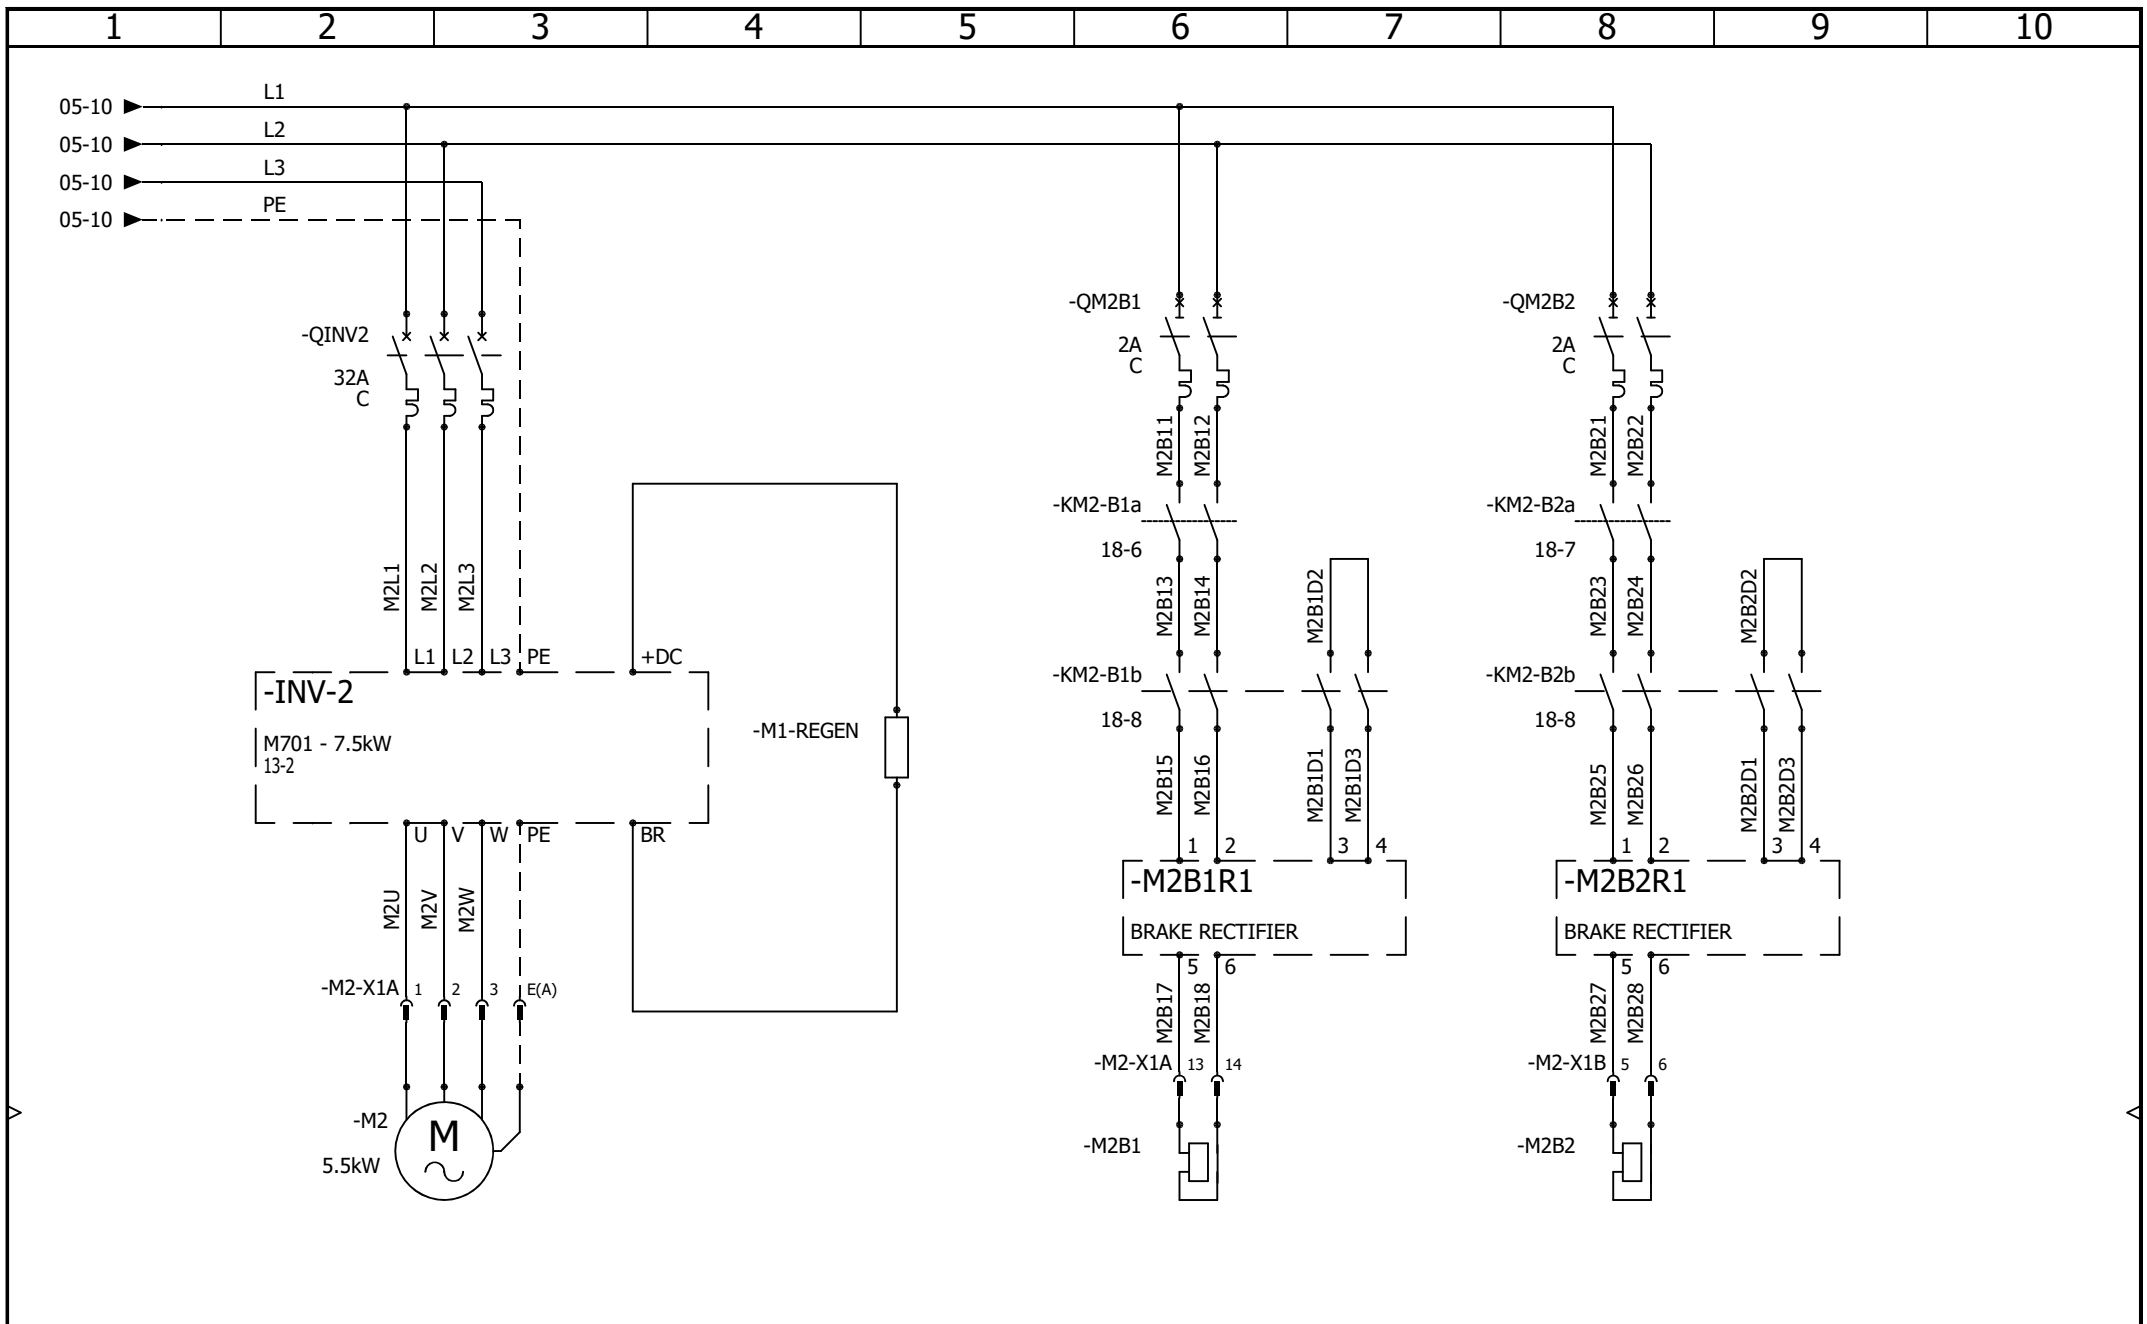 1 2 3 4 5 6 7 8 9 10
05-10 L1
05-10 L2
05-10 L3
05-10 PE
-QINV2
32A
C
-QM2B1
2A
C
-QM2B2
2A
C
M2B11 M2B12
M2B21 M2B22
-KM2-B1a
18-6
-KM2-B2a
18-7
M2L1 M2L2 M2L3
M2B13 M2B14
M2B1D2
M2B23 M2B24
M2B2D2
L1 L2 L3 PE +DC
-INV-2
M701 - 7.5kW
13-2
-M1-REGEN
-KM2-B1b
18-8
-KM2-B2b
18-8
M2B15 M2B16
M2B1D1 M2B1D3
M2B25 M2B26
M2B2D1 M2B2D3
U V W PE BR
1 2 3 4
-M2B1R1
BRAKE RECTIFIER
5 6
1 2 3 4
-M2B2R1
BRAKE RECTIFIER
5 6
M2U M2V M2W
-M2-X1A 1 2 3 E(A)
M2B17 M2B18
-M2-X1A 13 14
M2B27 M2B28
-M2-X1B 5 6
-M2
5.5kW
M
-M2B1
-M2B2